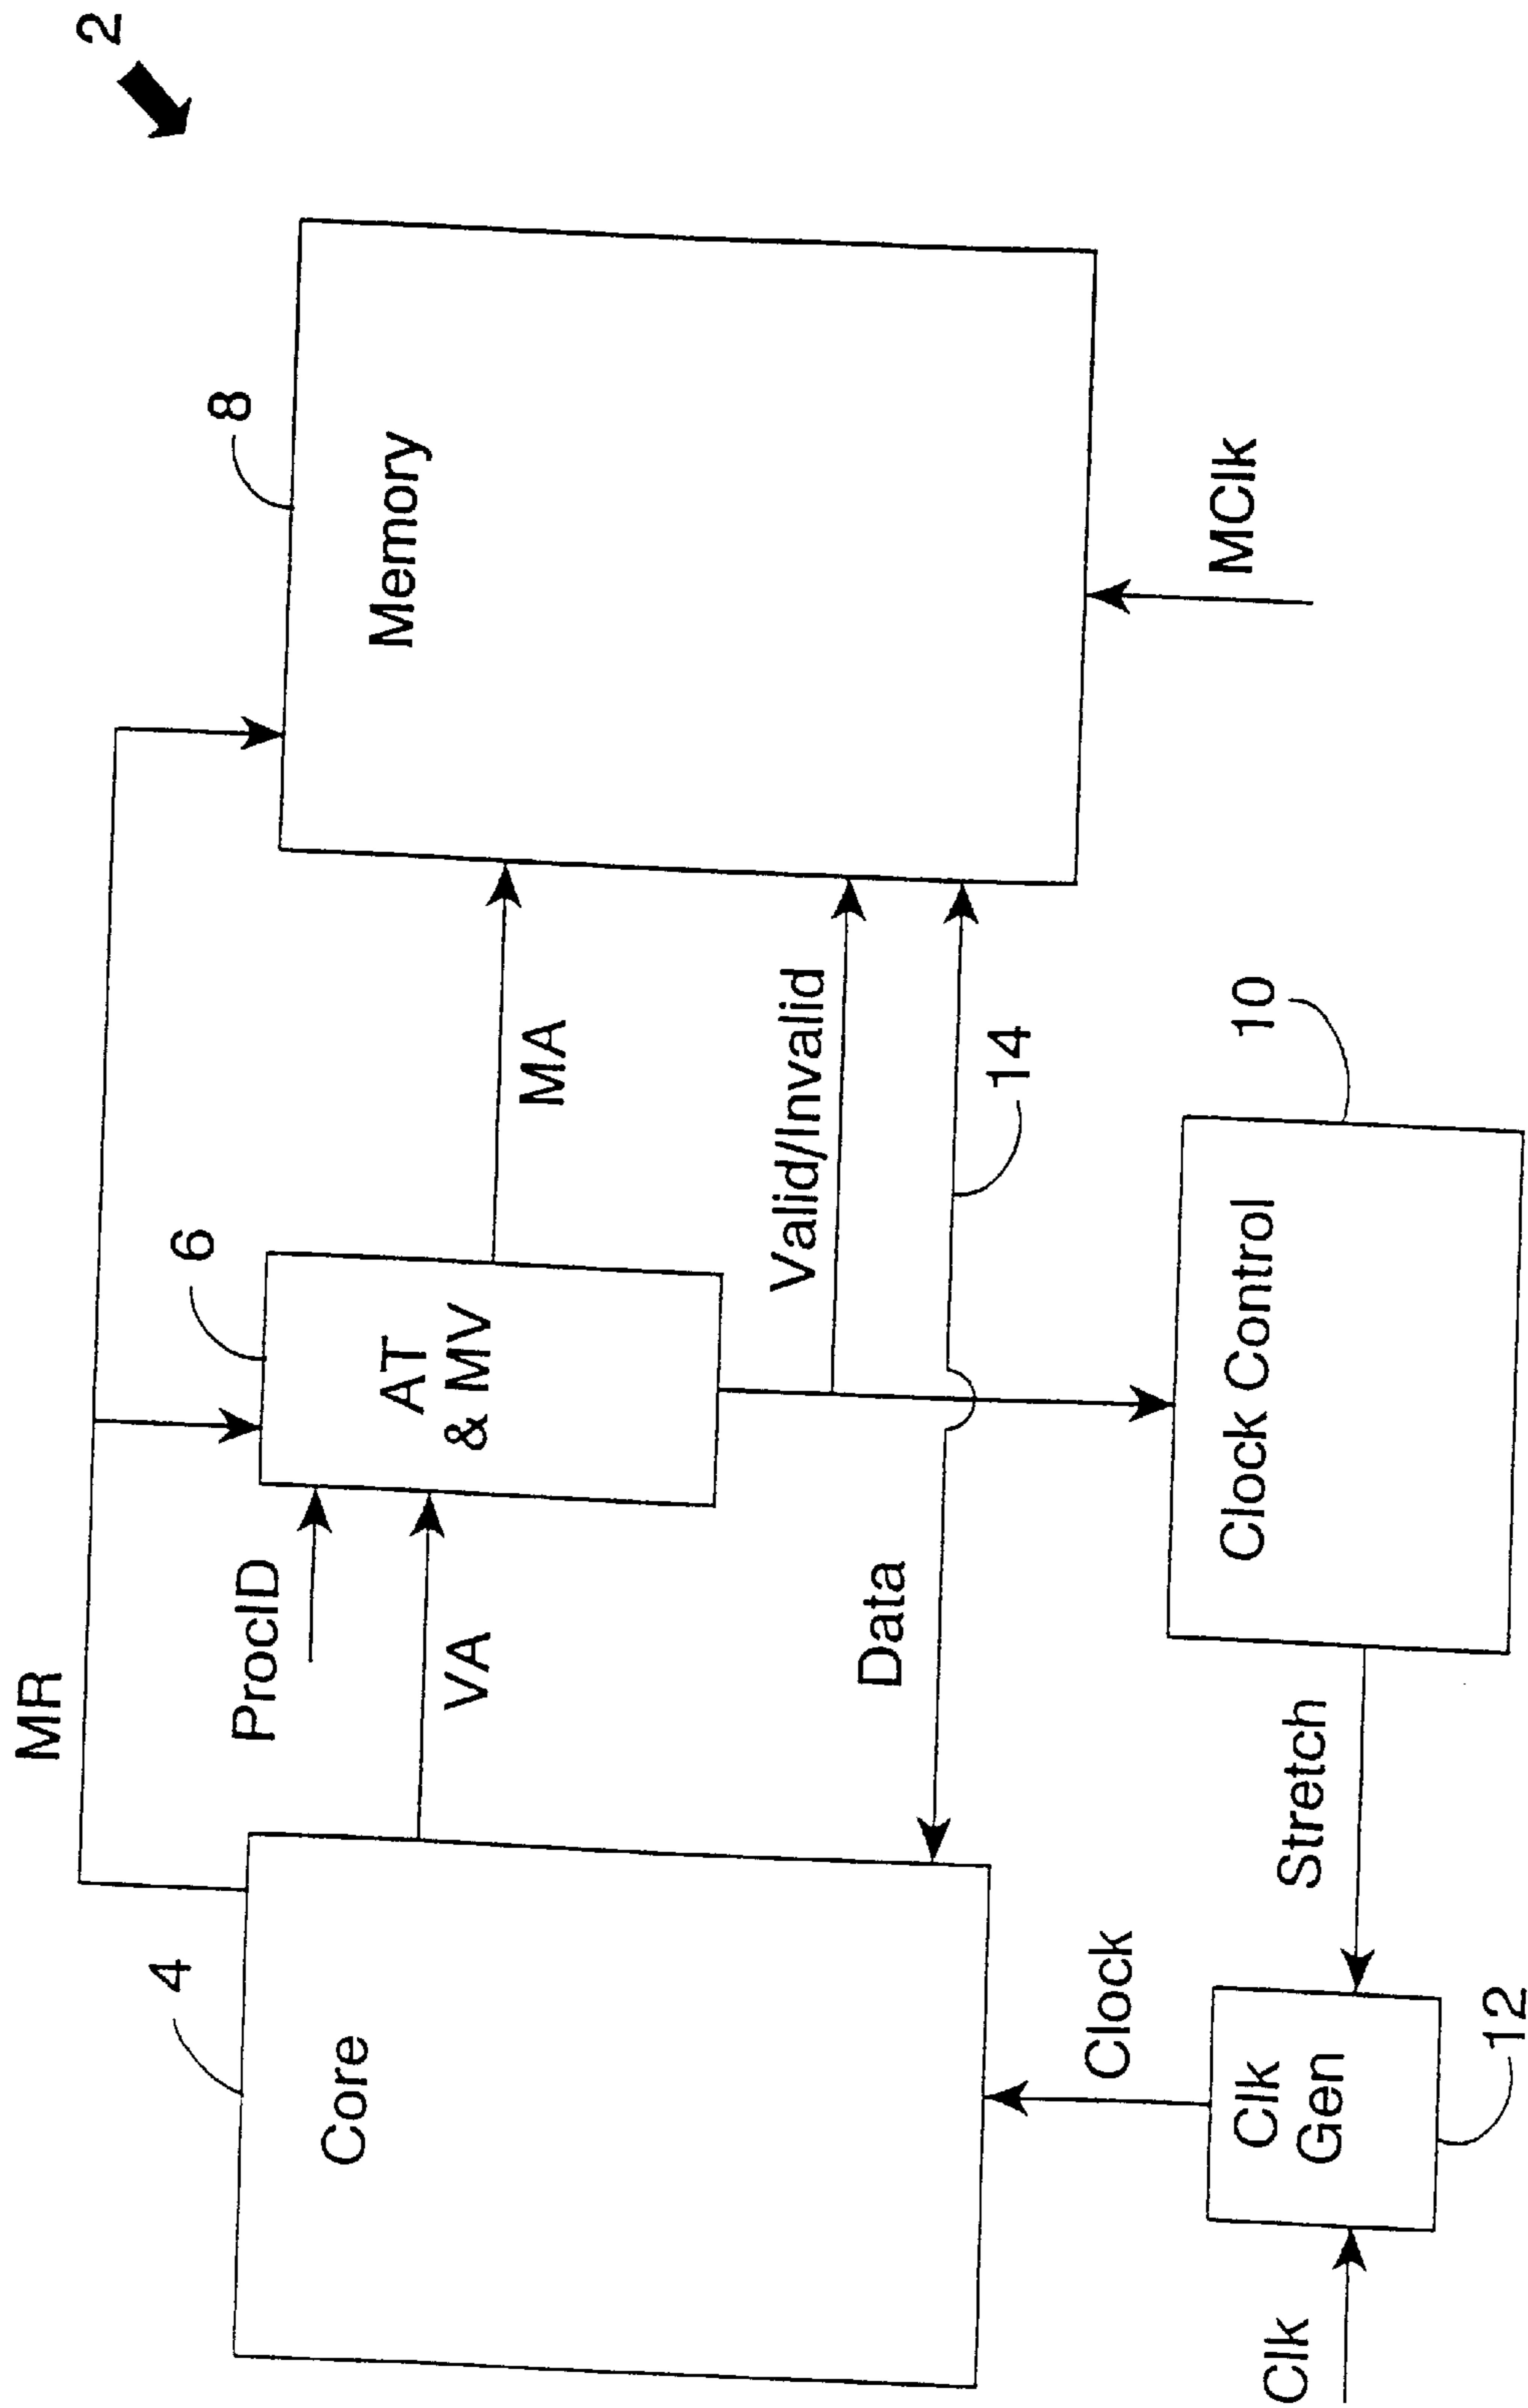 2
MR
4
6
8
ProcID
Core
AT
& MV
Memory
VA
MA
Valid/Invalid
Data
14
Clock
MClk
10
Clk
Gen
Stretch
Clock Control
Clk
12